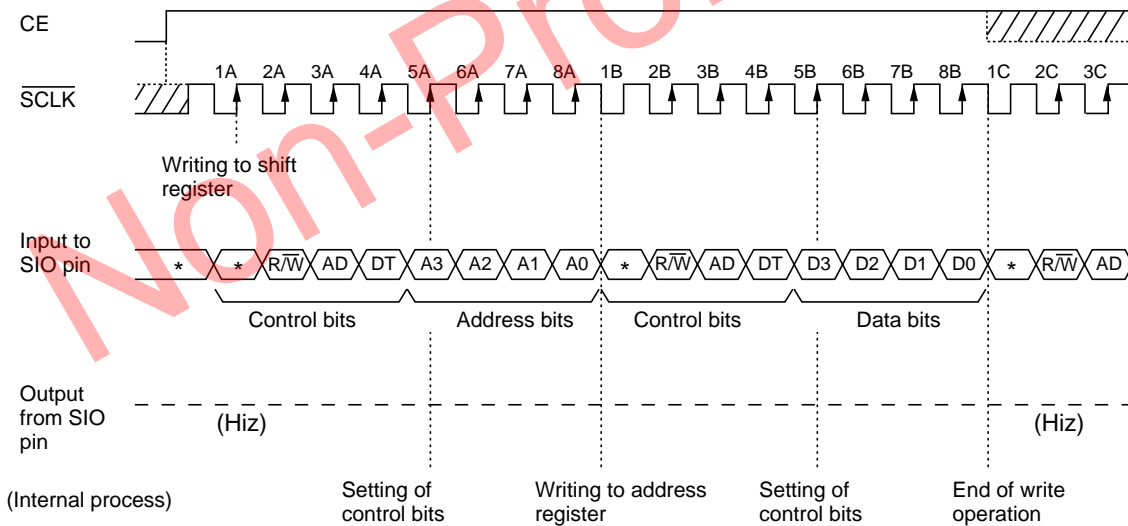 CE
1A 2A 3A 4A 5A 6A 7A 8A 1B 2B 3B 4B 5B 6B 7B 8B 1C 2C 3C
S̅C̅L̅K̅
Writing to shift
register
Input to
SIO pin
* * R/W̅ AD DT A3 A2 A1 A0 * R/W̅ AD DT D3 D2 D1 D0 * R/W̅ AD
Control bits Address bits Control bits Data bits
Output
from SIO
pin
(Hiz) (Hiz)
(Internal process)
Setting of
control bits
Writing to address
register
Setting of
control bits
End of write
operation